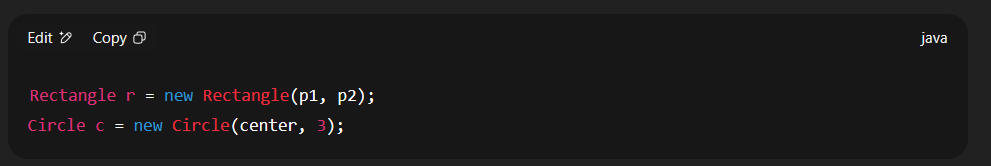 Edit Copy java
Rectangle r = new Rectangle(p1, p2);
Circle c = new Circle(center, 3);